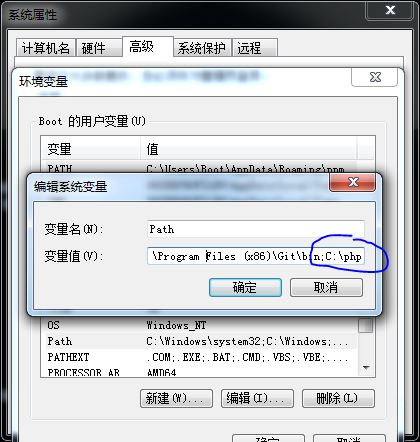 系统属性
计算机名
硬件
高级
系统保护
远程
环境变量
Boot 的用户变量(U)
变量
值
PATH
C:\Users\Boot\AppData\Roaming\npm
编辑系统变量
变量名(N):
Path
变量值(V):
\Program Files (x86)\Git\bin;C:\php
确定
取消
OS
Windows_NT
Path
C:\Windows\system32;C:\Windows;...
PATHEXT
.COM;.EXE;.BAT;.CMD;.VBS;.VBE;....
PROCESSOR_AR
AMD64
新建(W)...
编辑(I)...
删除(L)
确定
取消